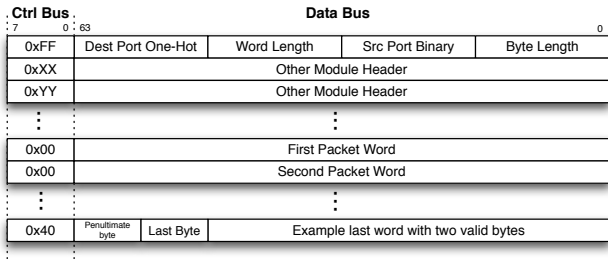 Ctrl Bus Data Bus
7 0 63 0
0xFF Dest Port One-Hot Word Length Src Port Binary Byte Length
0xXX Other Module Header
0xYY Other Module Header
0x00 First Packet Word
0x00 Second Packet Word
0x40 Penultimate byte Last Byte Example last word with two valid bytes